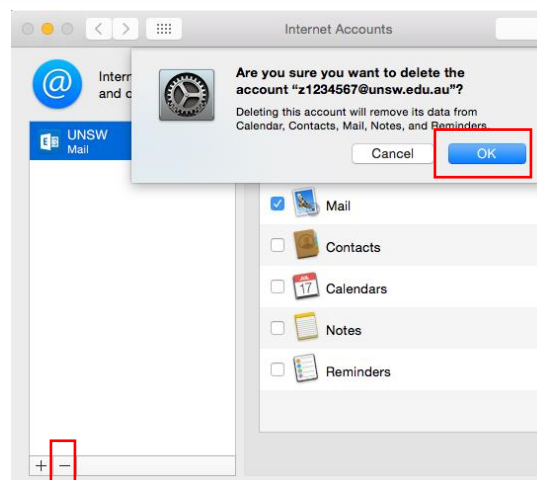 Internet Accounts
Intern
and c
Are you sure you want to delete the
account “z1234567@unsw.edu.au”?
Deleting this account will remove its data from
Calendar, Contacts, Mail, Notes, and Reminders.
Cancel
OK
UNSW
Mail
Mail
Contacts
Calendars
Notes
Reminders